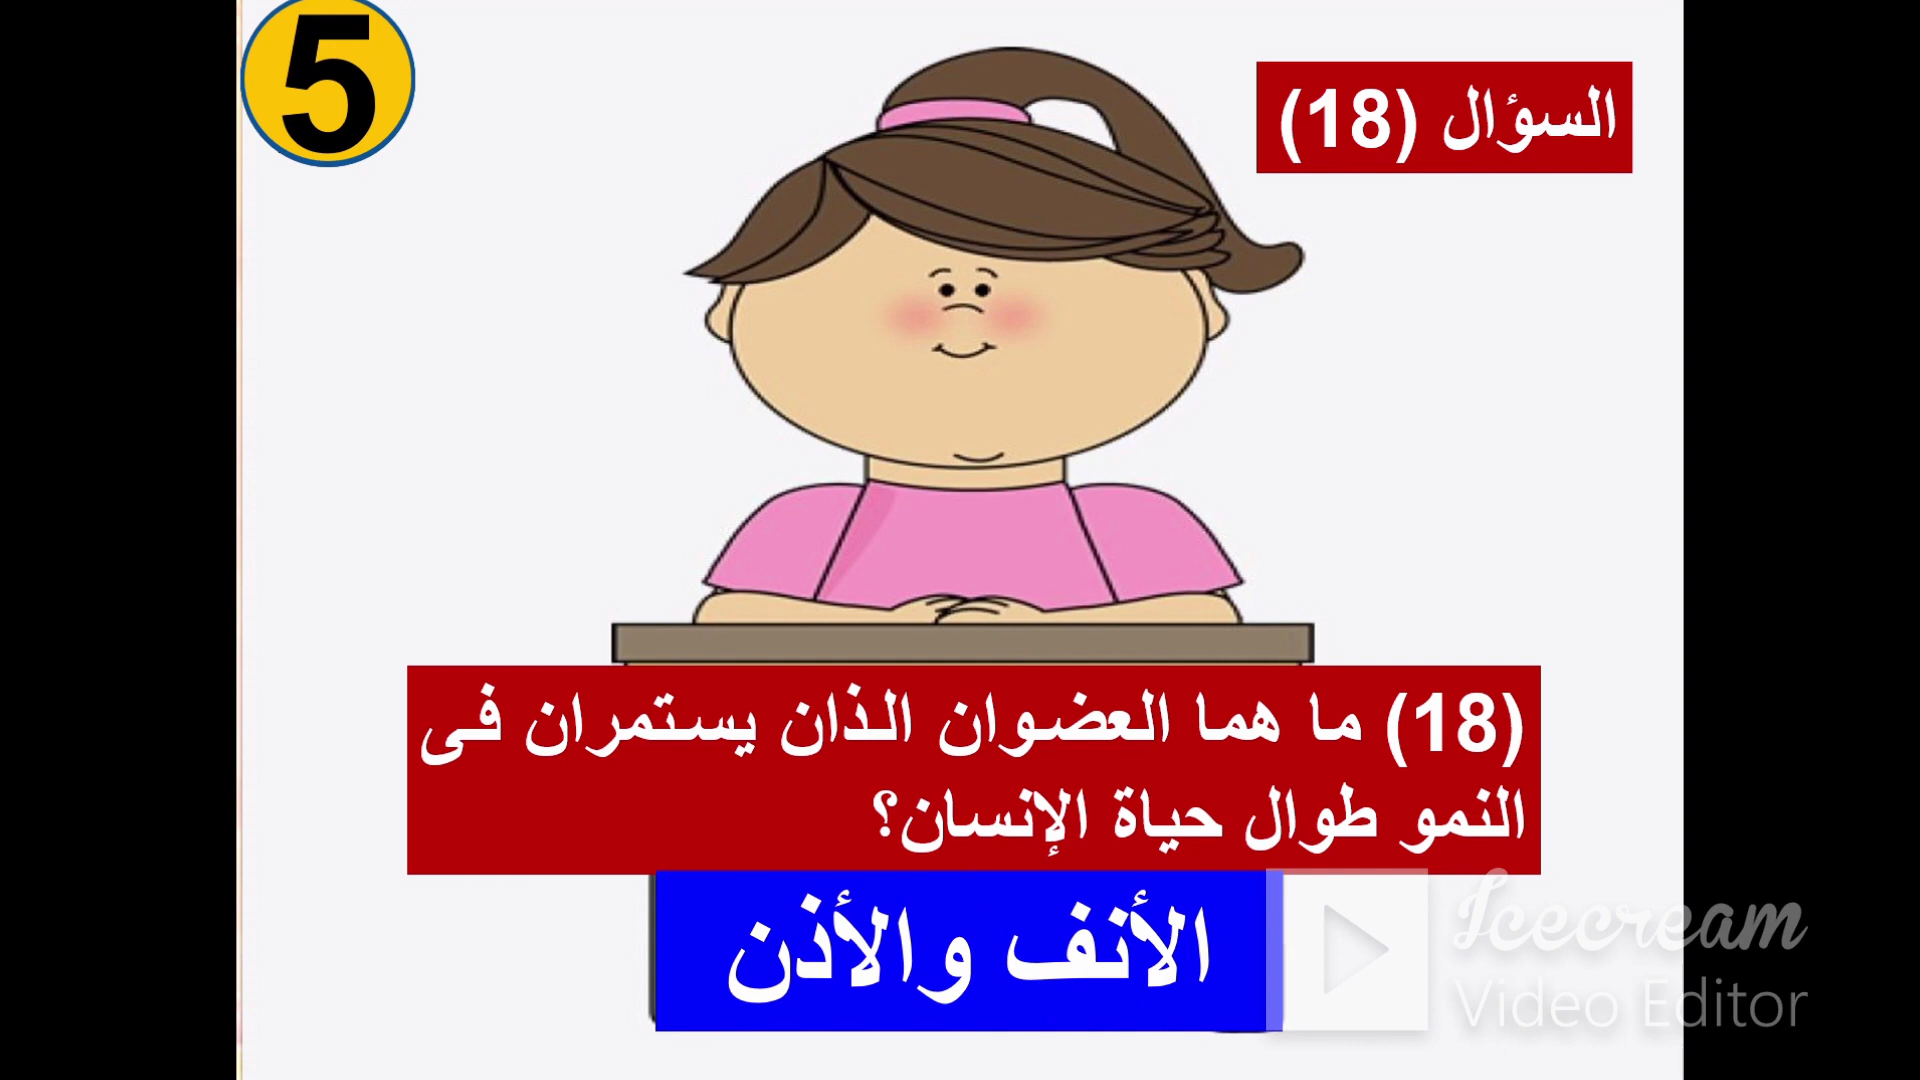 5
السؤال (18)
(18) ما هما العضوان الذان يستمران فى
النمو طوال حياة الإنسان؟
الأنف والأذن
Icecream
Video Editor